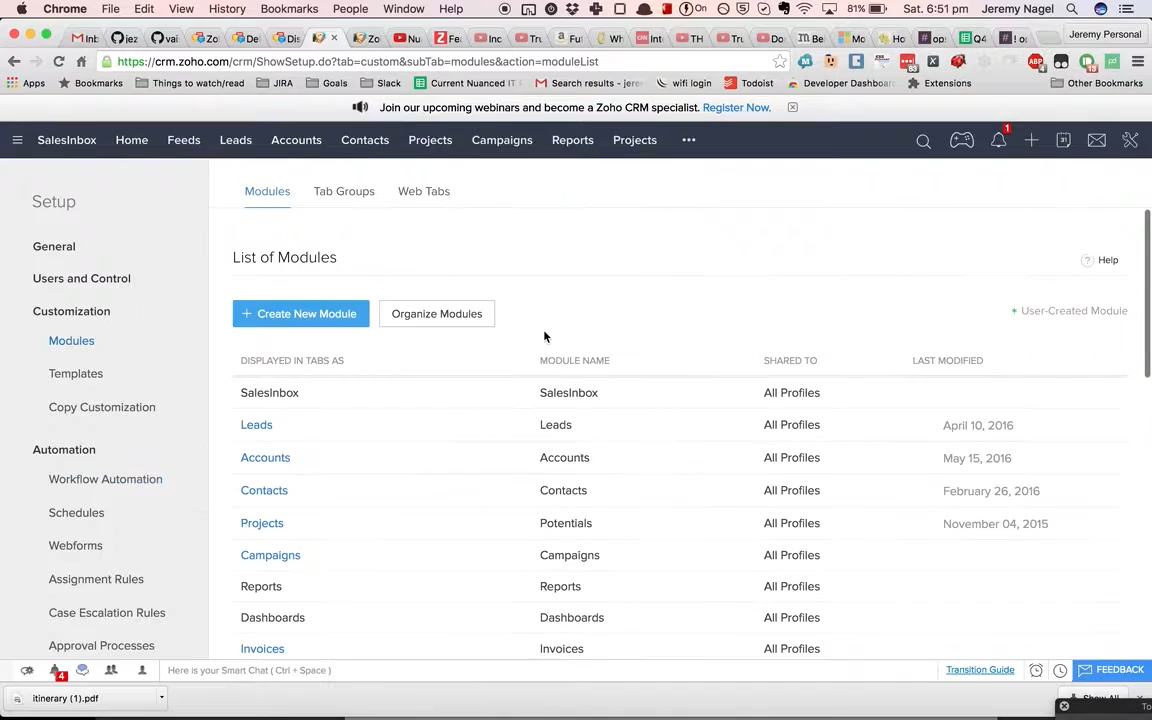 Chrome File Edit View History Bookmarks People Window Help On 81% Sat. 6:51 pm Jeremy Nagel
Jeremy Personal
https://crm.zoho.com/crm/ShowSetup.do?tab=custom&subTab=modules&action=moduleList
Apps Bookmarks Things to watch/read JIRA Goals Slack Current Nuanced IT Search results - jere wifi login Todoist Developer Dashboard Extensions Other Bookmarks
Join our upcoming webinars and become a Zoho CRM specialist. Register Now.
SalesInbox Home Feeds Leads Accounts Contacts Projects Campaigns Reports Projects ••• 1
Setup
General
Users and Control
Customization
Modules
Templates
Copy Customization
Automation
Workflow Automation
Schedules
Webforms
Assignment Rules
Case Escalation Rules
Approval Processes
Modules Tab Groups Web Tabs
List of Modules
Help
+ Create New Module Organize Modules
* User-Created Module
DISPLAYED IN TABS AS MODULE NAME SHARED TO LAST MODIFIED
SalesInbox SalesInbox All Profiles
Leads Leads All Profiles April 10, 2016
Accounts Accounts All Profiles May 15, 2016
Contacts Contacts All Profiles February 26, 2016
Projects Potentials All Profiles November 04, 2015
Campaigns Campaigns All Profiles
Reports Reports All Profiles
Dashboards Dashboards All Profiles
Invoices Invoices All Profiles
4 Here is your Smart Chat ( Ctrl + Space ) Transition Guide FEEDBACK
itinerary (1).pdf Show All